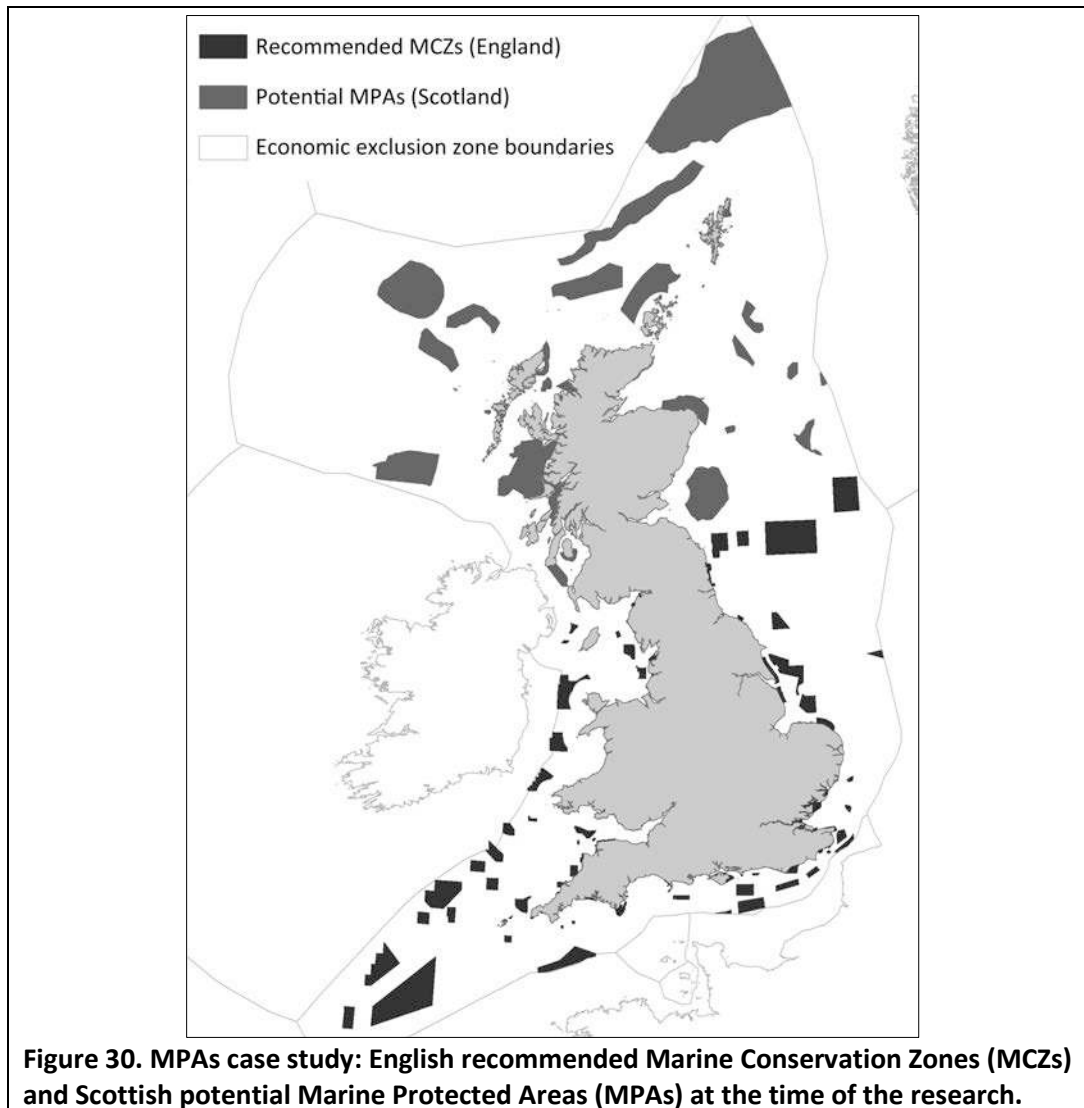 Recommended MCZs (England)
Potential MPAs (Scotland)
Economic exclusion zone boundaries
Figure 30. MPAs case study: English recommended Marine Conservation Zones (MCZs)
and Scottish potential Marine Protected Areas (MPAs) at the time of the research.